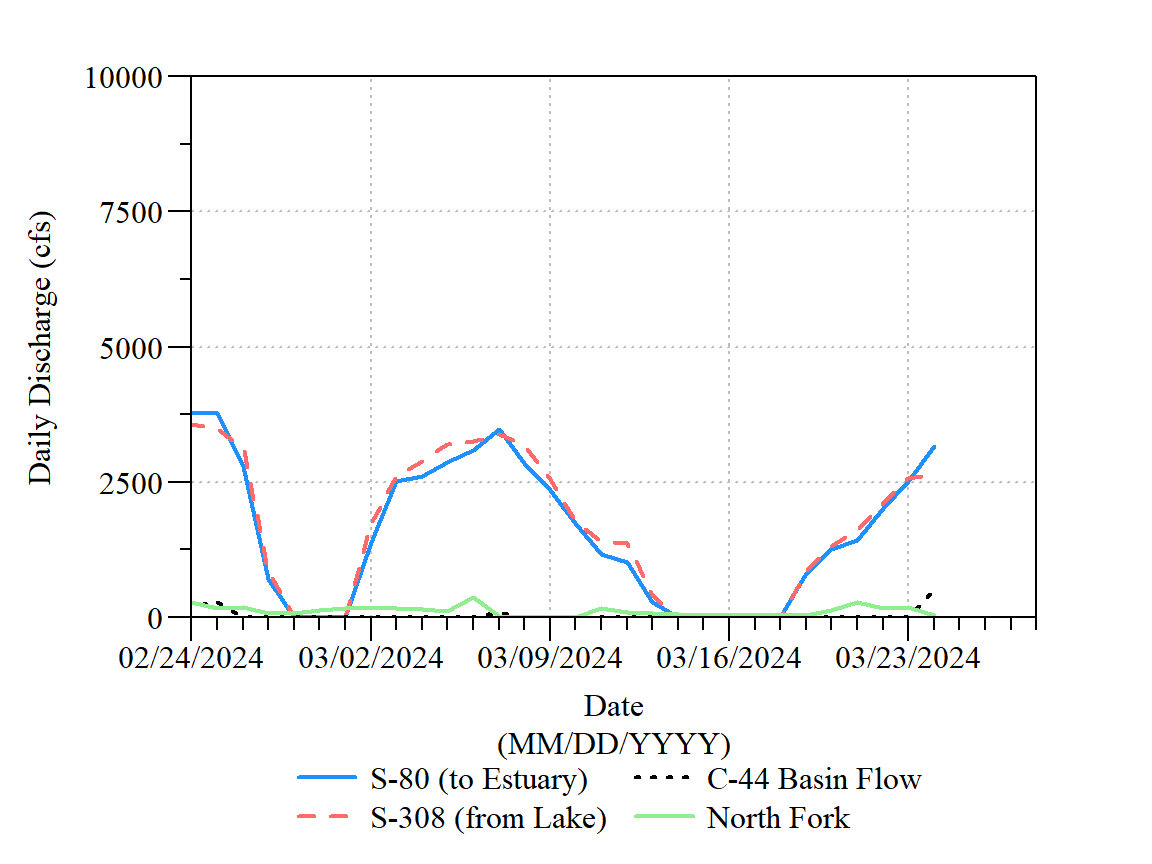 10000
7500
5000
2500
0
Daily Discharge (cfs)
02/24/2024 03/02/2024 03/09/2024 03/16/2024 03/23/2024
Date
(MM/DD/YYYY)
S-80 (to Estuary) C-44 Basin Flow
S-308 (from Lake) North Fork